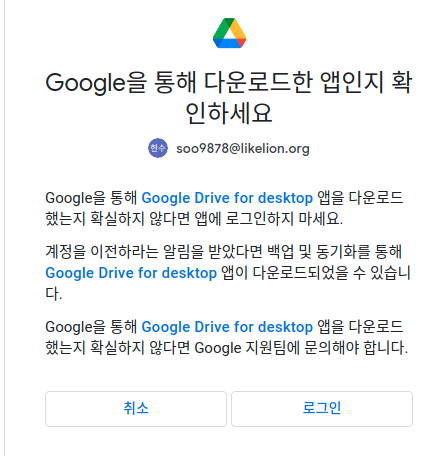 Google을 통해 다운로드한 앱인지 확
인하세요
한수 soo9878@likelion.org
Google을 통해 Google Drive for desktop 앱을 다운로드
했는지 확실하지 않다면 앱에 로그인하지 마세요.
계정을 이전하라는 알림을 받았다면 백업 및 동기화를 통해
Google Drive for desktop 앱이 다운로드되었을 수 있습니
다.
Google을 통해 Google Drive for desktop 앱을 다운로드
했는지 확실하지 않다면 Google 지원팀에 문의해야 합니다.
취소 로그인